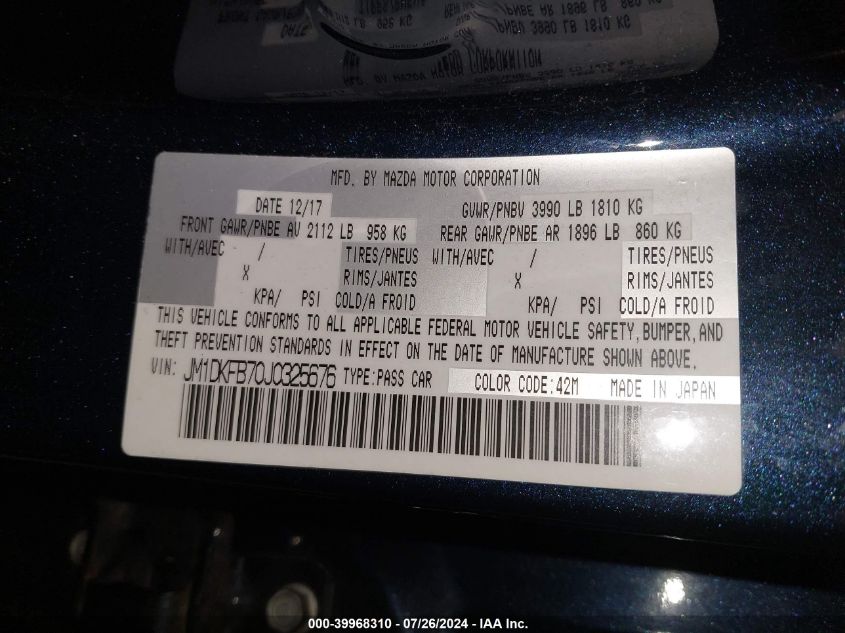 MFD. BY MAZDA MOTOR CORPORATION
DATE 12/17 GVWR/PNBV 3990 LB 1810 KG
FRONT GAWR/PNBE AV 2112 LB 958 KG REAR GAWR/PNBE AR 1896 LB 860 KG
WITH/AVEC / TIRES/PNEUS WITH/AVEC / TIRES/PNEUS
X RIMS/JANTES X RIMS/JANTES
KPA/ PSI COLD/A FROID KPA/ PSI COLD/A FROID
THIS VEHICLE CONFORMS TO ALL APPLICABLE FEDERAL MOTOR VEHICLE SAFETY, BUMPER, AND
THEFT PREVENTION STANDARDS IN EFFECT ON THE DATE OF MANUFACTURE SHOWN ABOVE.
VIN: JM1DKFB70J0325676 TYPE:PASS CAR COLOR CODE:42M MADE IN JAPAN
000-39968310 - 07/26/2024 - IAA Inc.